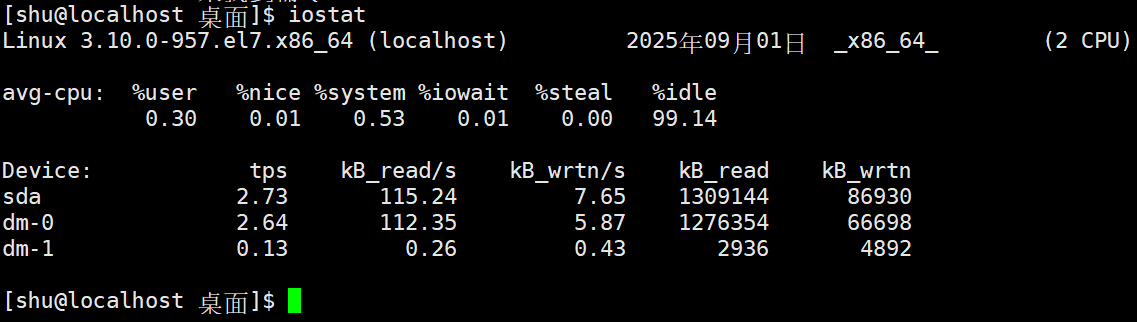 [shu@localhost 桌面]$ iostat
Linux 3.10.0-957.el7.x86_64 (localhost) 2025年09月01日 _x86_64_ (2 CPU)
avg-cpu: %user %nice %system %iowait %steal %idle
0.30 0.01 0.53 0.01 0.00 99.14
Device: tps kB_read/s kB_wrtn/s kB_read kB_wrtn
sda 2.73 115.24 7.65 1309144 86930
dm-0 2.64 112.35 5.87 1276354 66698
dm-1 0.13 0.26 0.43 2936 4892
[shu@localhost 桌面]$